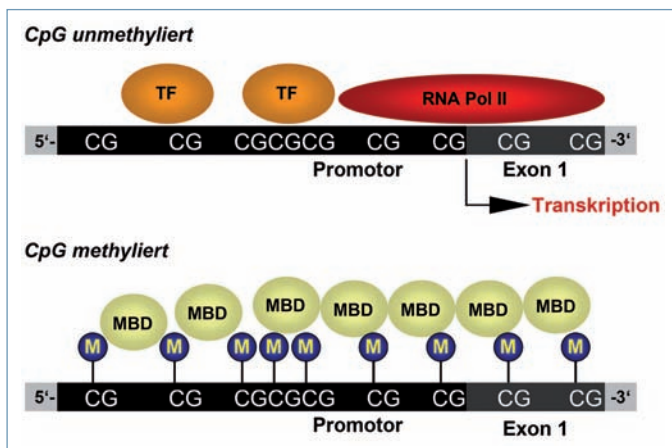 CpG unmethyliert
TF TF RNA Pol II
5‘- CG CG CGCGCG CG CG CG CG -3‘
Promotor Exon 1
Transkription
CpG methyliert
MBD MBD MBD MBD MBD MBD MBD
M M M M M M M M
5‘- CG CG CGCGCG CG CG CG CG -3‘
Promotor Exon 1